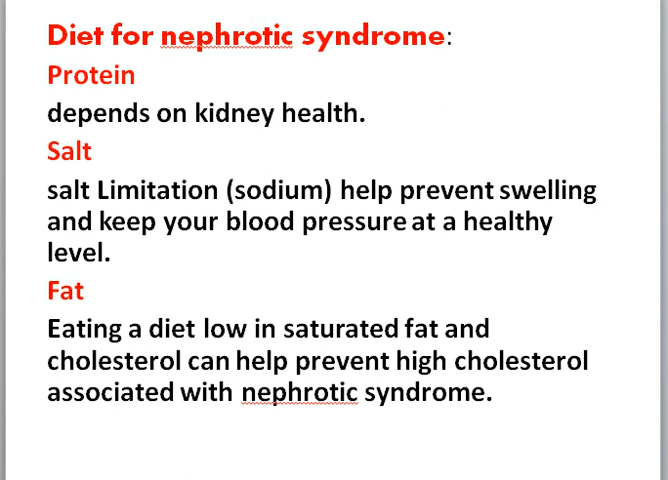 Diet for nephrotic syndrome:
Protein
depends on kidney health.
Salt
salt Limitation (sodium) help prevent swelling
and keep your blood pressure at a healthy
level.
Fat
Eating a diet low in saturated fat and
cholesterol can help prevent high cholesterol
associated with nephrotic syndrome.